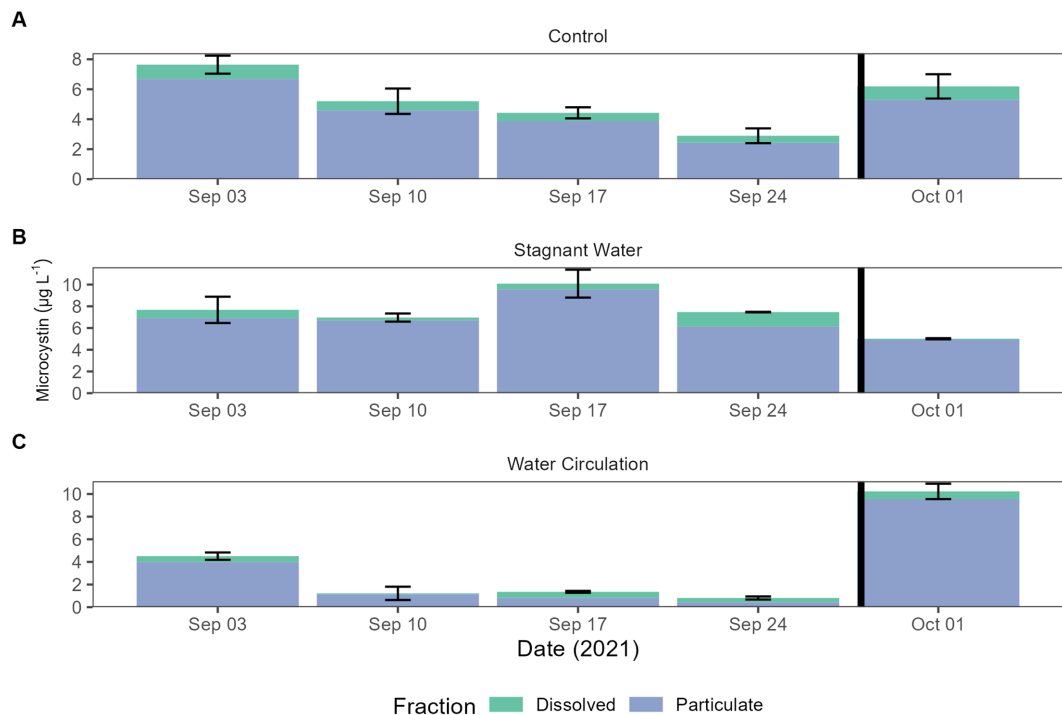 A
Control
8
6
4
2
0
Sep 03 Sep 10 Sep 17 Sep 24 Oct 01
B
Stagnant Water
Microcystin (µg L⁻¹)
10
8
6
4
2
0
Sep 03 Sep 10 Sep 17 Sep 24 Oct 01
C
Water Circulation
10
8
6
4
2
0
Sep 03 Sep 10 Sep 17 Sep 24 Oct 01
Date (2021)
Fraction Dissolved Particulate